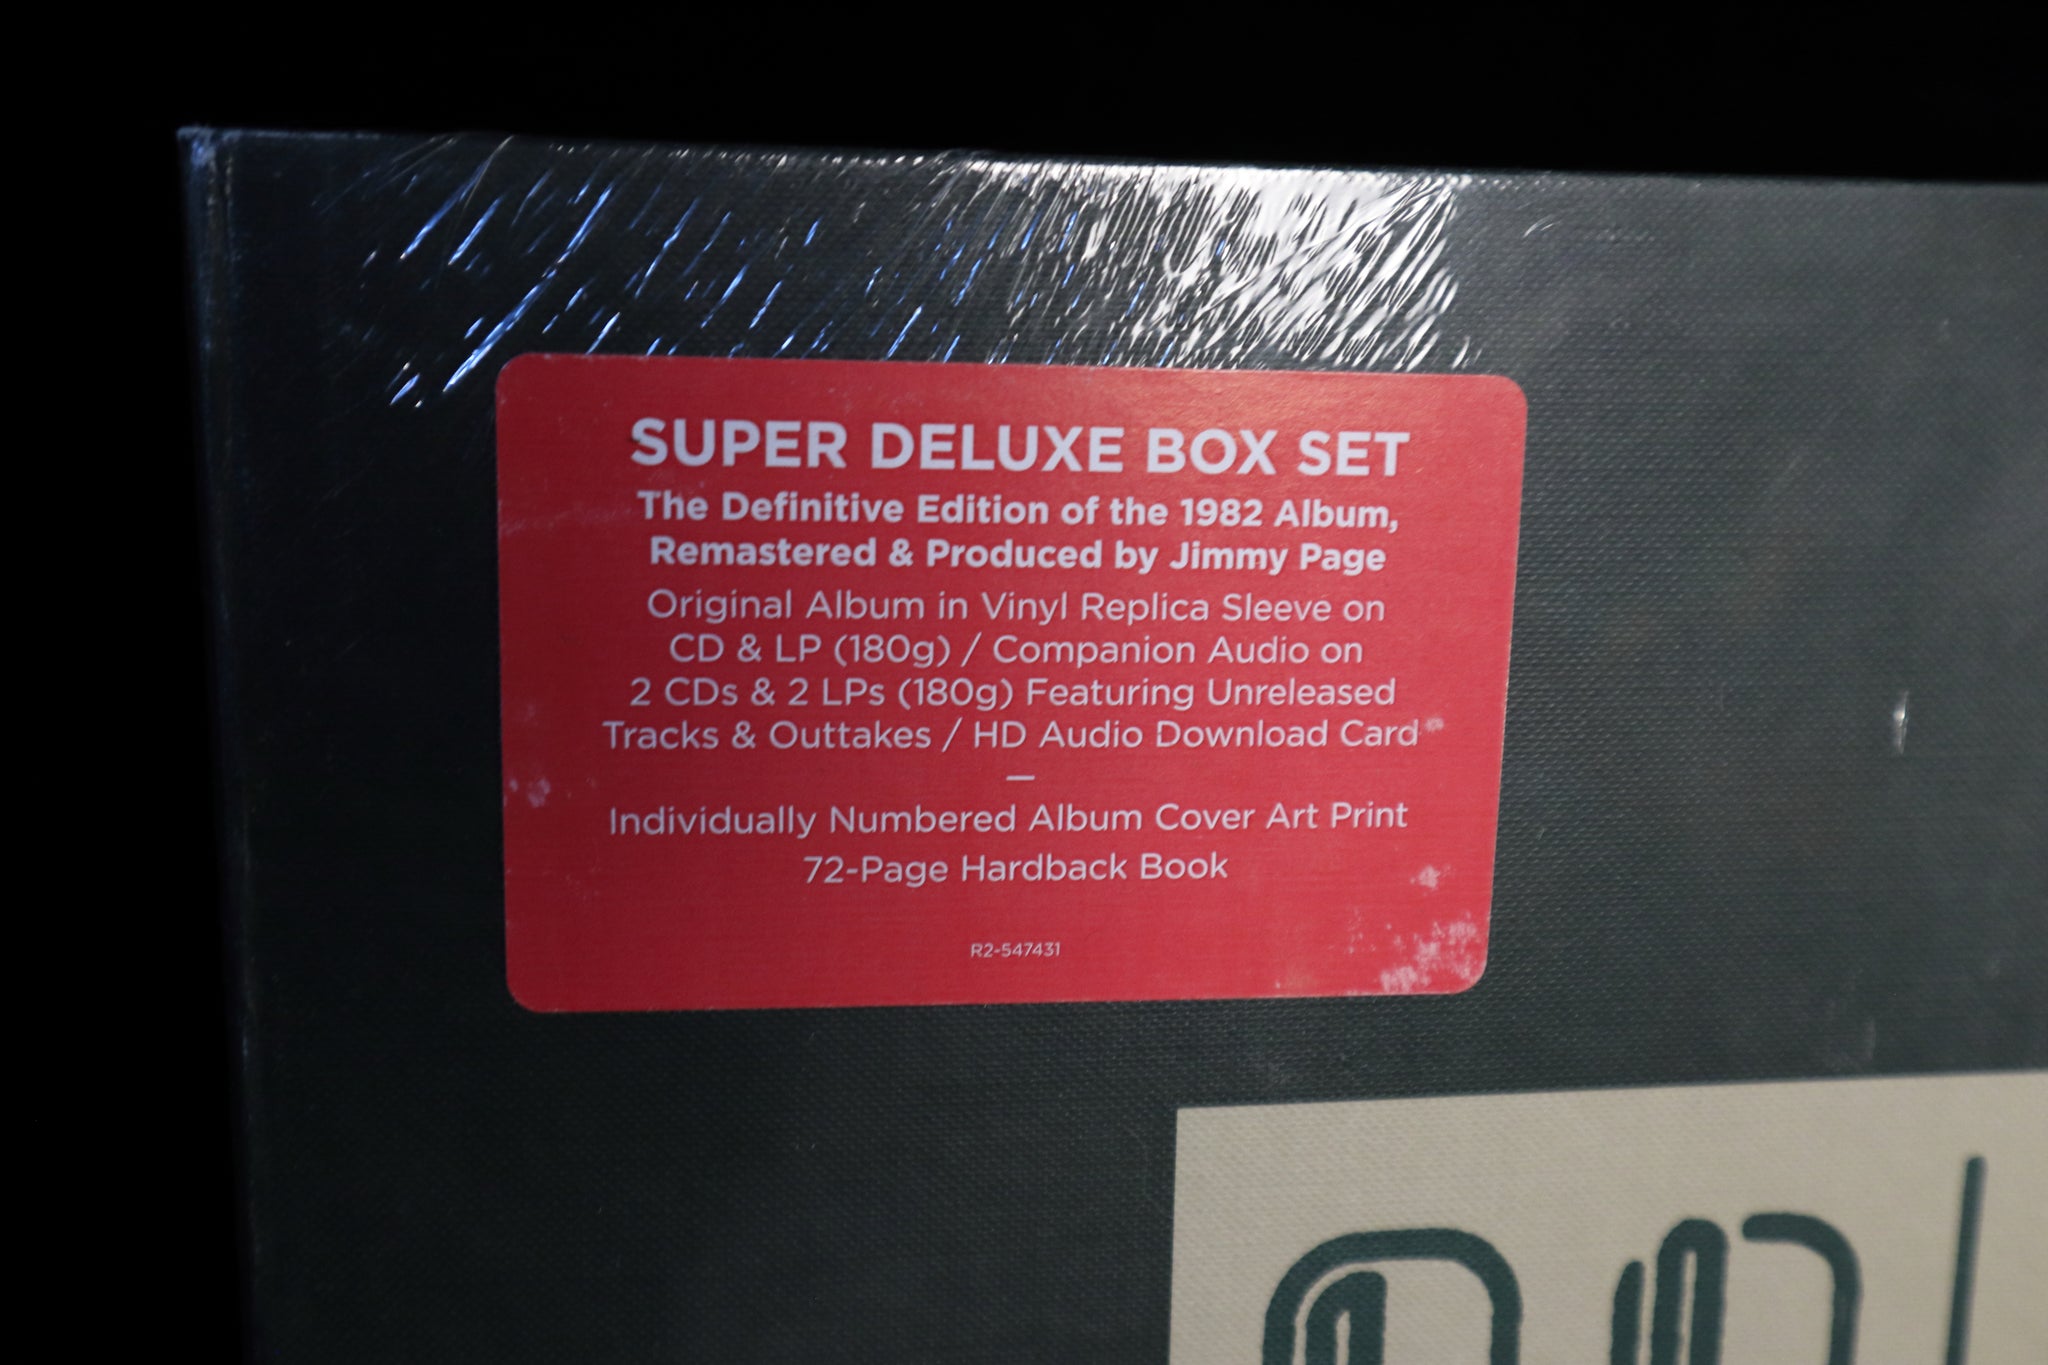 SUPER DELUXE BOX SET
The Definitive Edition of the 1982 Album,
Remastered & Produced by Jimmy Page
Original Album in Vinyl Replica Sleeve on
CD & LP (180g) / Companion Audio on
2 CDs & 2 LPs (180g) Featuring Unreleased
Tracks & Outtakes / HD Audio Download Card
—
Individually Numbered Album Cover Art Print
72-Page Hardback Book
R2-547431